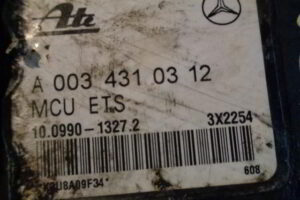 Ate
A 003 431 03 12
MCU ETS
10.0990-1327.2
3X2254
608